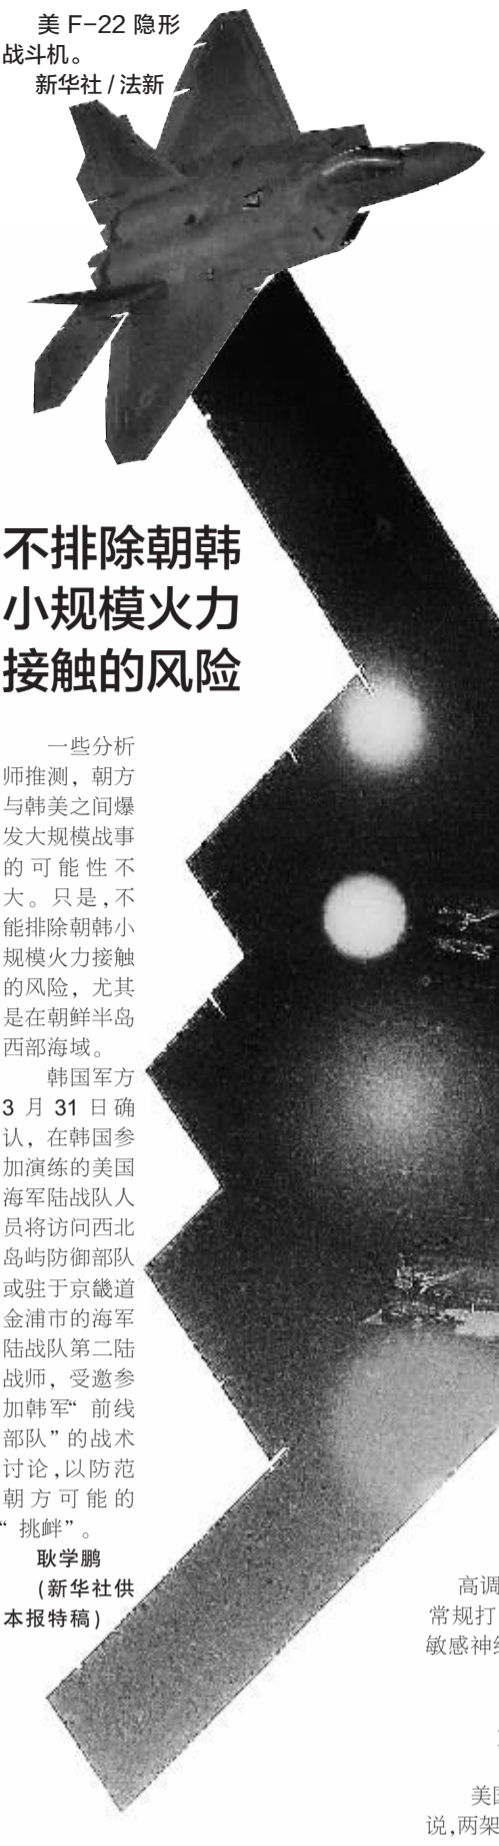 美 F-22 隐形
战斗机。
新华社/法新
不排除朝韩
小规模火力
接触的风险
一些分析
师推测，朝方
与韩美之间爆
发大规模战事
的可能性不
大。只是，不
能排除朝韩小
规模火力接触
的风险，尤其
是在朝鲜半岛
西部海域。
韩国军方
3 月 31 日确
认，在韩国参
加演练的美国
海军陆战队人
员将访问西北
岛屿防御部队
或驻于京畿道
金浦市的海军
陆战队第二陆
战师，受邀参
加韩军“前线
部队”的战术
讨论，以防范
朝方可能的
“挑衅”。
耿学鹏
（新华社供
本报特稿）
高调
常规打
敏感神经
美国
说，两架